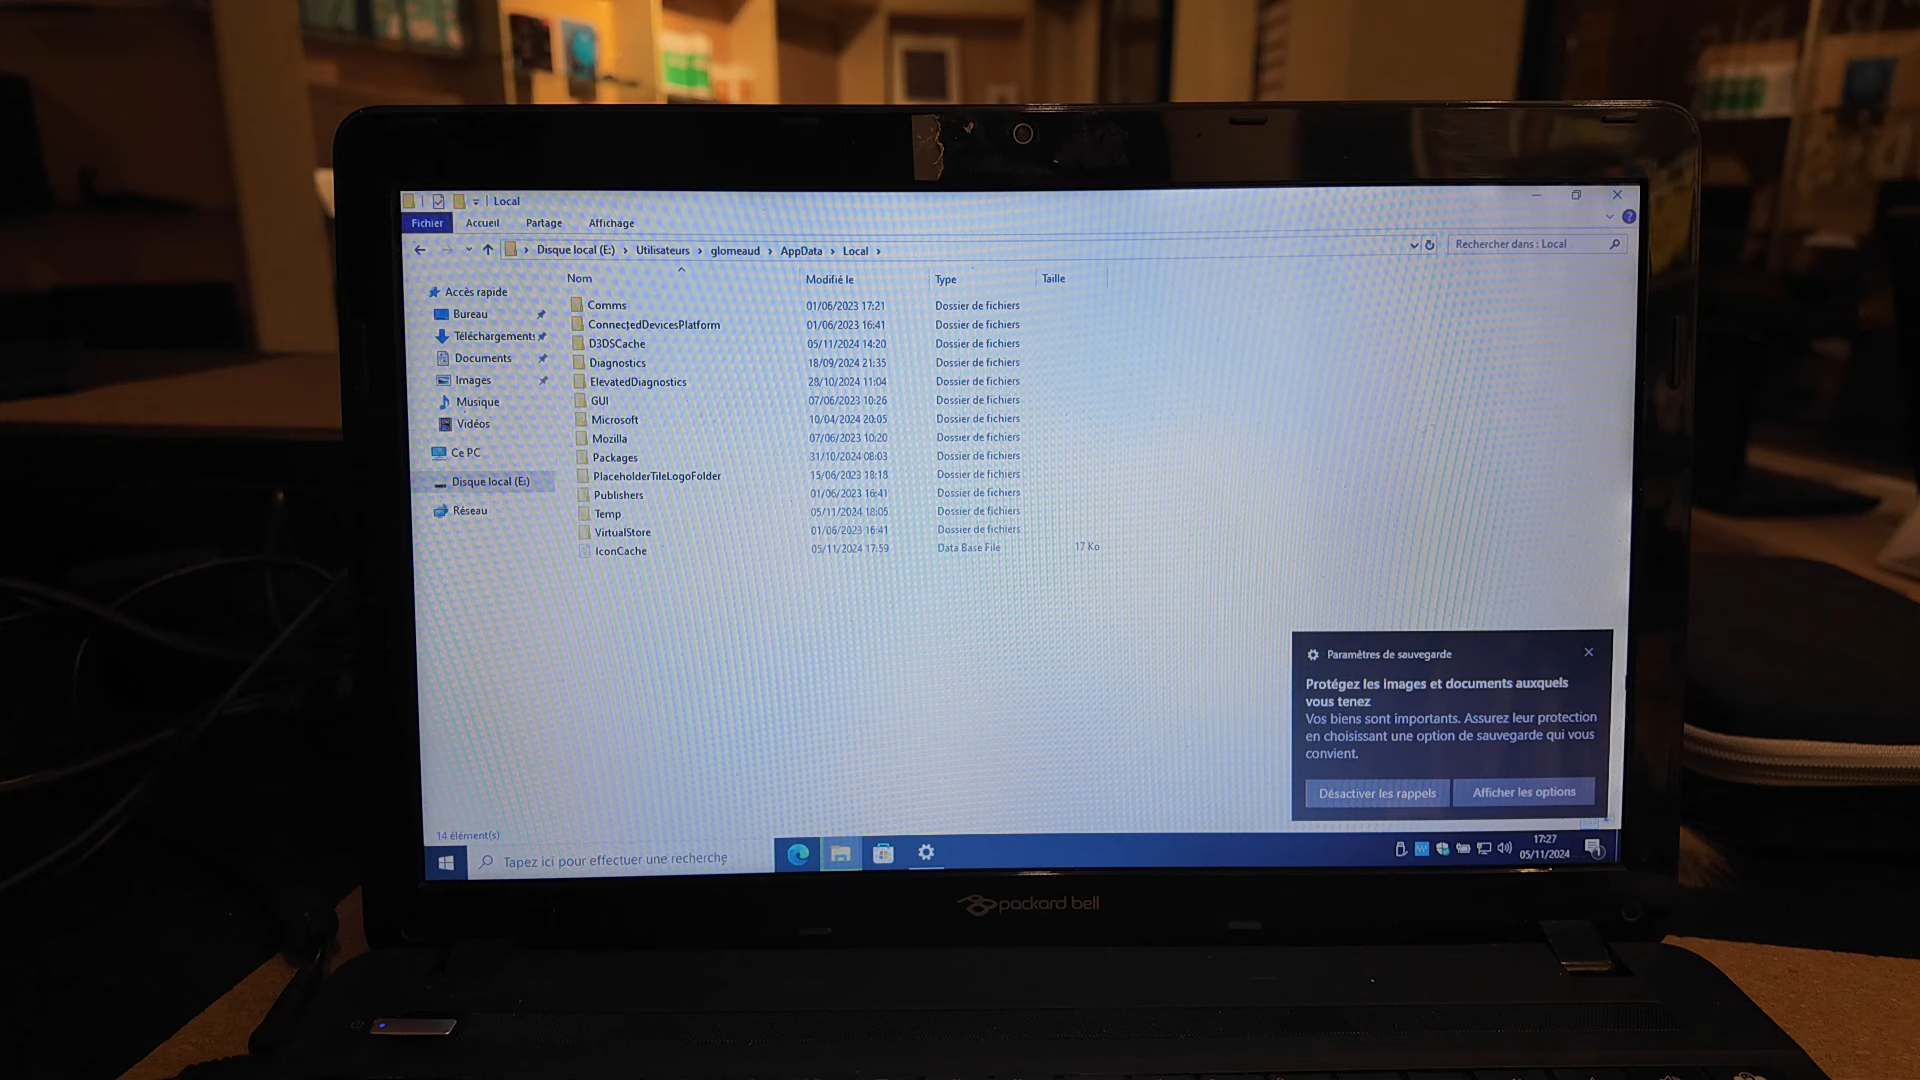 Local
Fichier Accueil Partage Affichage
Disque local (E:) Utilisateurs glomeaud AppData Local
Rechercher dans : Local
Nom Modifié le Type Taille
Accès rapide
Bureau
Téléchargements
Documents
Images
Musique
Vidéos
Ce PC
Disque local (E:)
Réseau
Comms 01/06/2023 17:21 Dossier de fichiers
ConnectedDevicesPlatform 01/06/2023 16:41 Dossier de fichiers
D3DSCache 05/11/2024 14:20 Dossier de fichiers
Diagnostics 18/09/2024 21:35 Dossier de fichiers
ElevatedDiagnostics 28/10/2024 11:04 Dossier de fichiers
GUI 07/06/2023 10:26 Dossier de fichiers
Microsoft 10/04/2024 20:05 Dossier de fichiers
Mozilla 07/06/2023 10:20 Dossier de fichiers
Packages 31/10/2024 08:03 Dossier de fichiers
PlaceholderTileLogoFolder 15/06/2023 18:18 Dossier de fichiers
Publishers 01/06/2023 16:41 Dossier de fichiers
Temp 05/11/2024 18:05 Dossier de fichiers
VirtualStore 01/06/2023 16:41 Dossier de fichiers
IconCache 05/11/2024 17:59 Data Base File 17 Ko
Paramètres de sauvegarde
Protégez les images et documents auxquels
vous tenez
Vos biens sont importants. Assurez leur protection
en choisissant une option de sauvegarde qui vous
convient.
Désactiver les rappels Afficher les options
14 élément(s)
Tapez ici pour effectuer une recherche
17:27
05/11/2024
1
packard bell